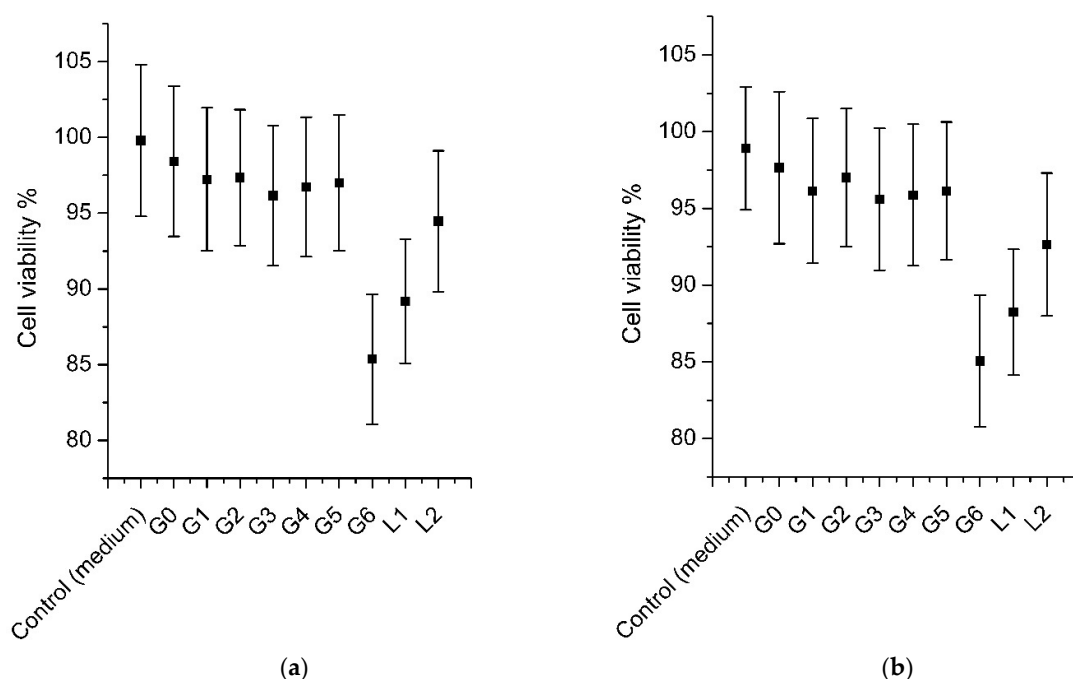 Cell viability %
105
100
95
90
85
80
Control (medium)
G0
G1
G2
G3
G4
G5
G6
L1
L2
(a)
Cell viability %
105
100
95
90
85
80
Control (medium)
G0
G1
G2
G3
G4
G5
G6
L1
L2
(b)